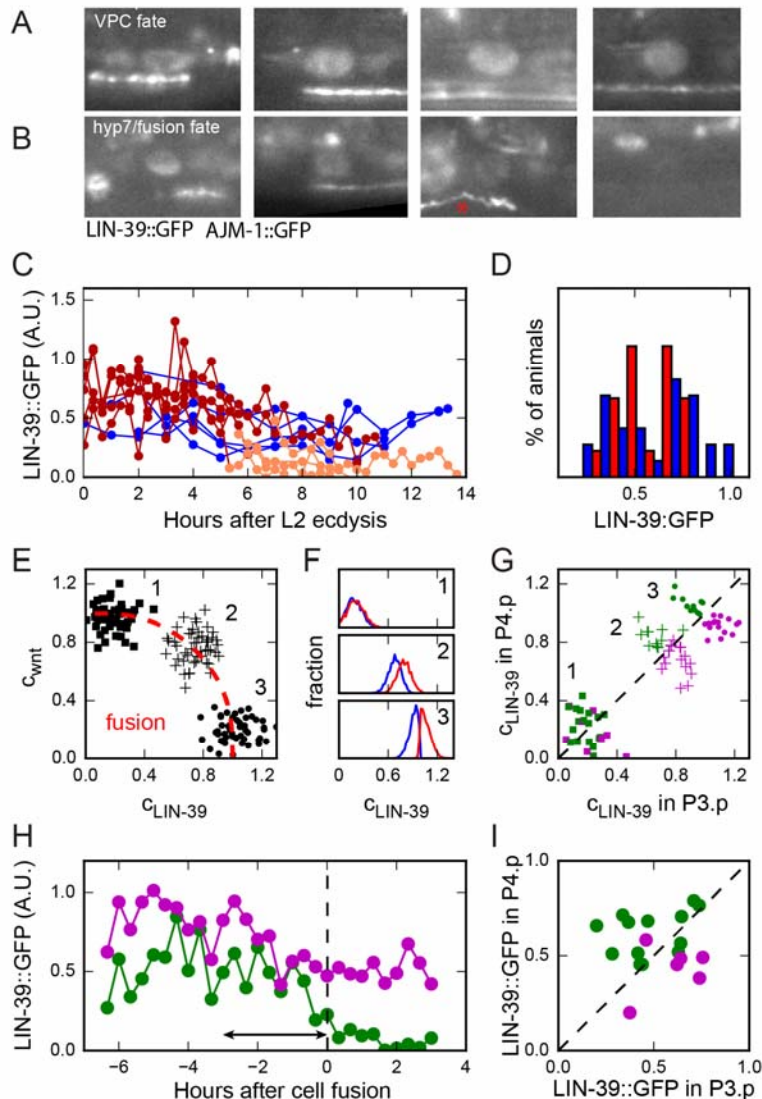 A
VPC fate
B
hyp7/fusion fate
LIN-39::GFP AJM-1::GFP
*
C
D
LIN-39::GFP (A.U.)
1.5
1.0
0.5
0.0
0 2 4 6 8 10 12 14
Hours after L2 ecdysis
% of animals
0.5 1.0
LIN-39:GFP
E
F
G
c_wnt
1.2
0.8
0.4
0.0
1
2
3
fusion
0.0 0.4 0.8 1.2
c_LIN-39
fraction
1
2
3
0.0 0.6 1.2
c_LIN-39
c_LIN-39 in P4.p
1.2
0.8
0.4
0.0
3
2
1
0.0 0.4 0.8 1.2
c_LIN-39 in P3.p
H
I
LIN-39::GFP (A.U.)
1.0
0.5
0.0
−6 −4 −2 0 2 4
Hours after cell fusion
LIN-39::GFP in P4.p
1.0
0.5
0.0
0.0 0.5 1.0
LIN-39::GFP in P3.p